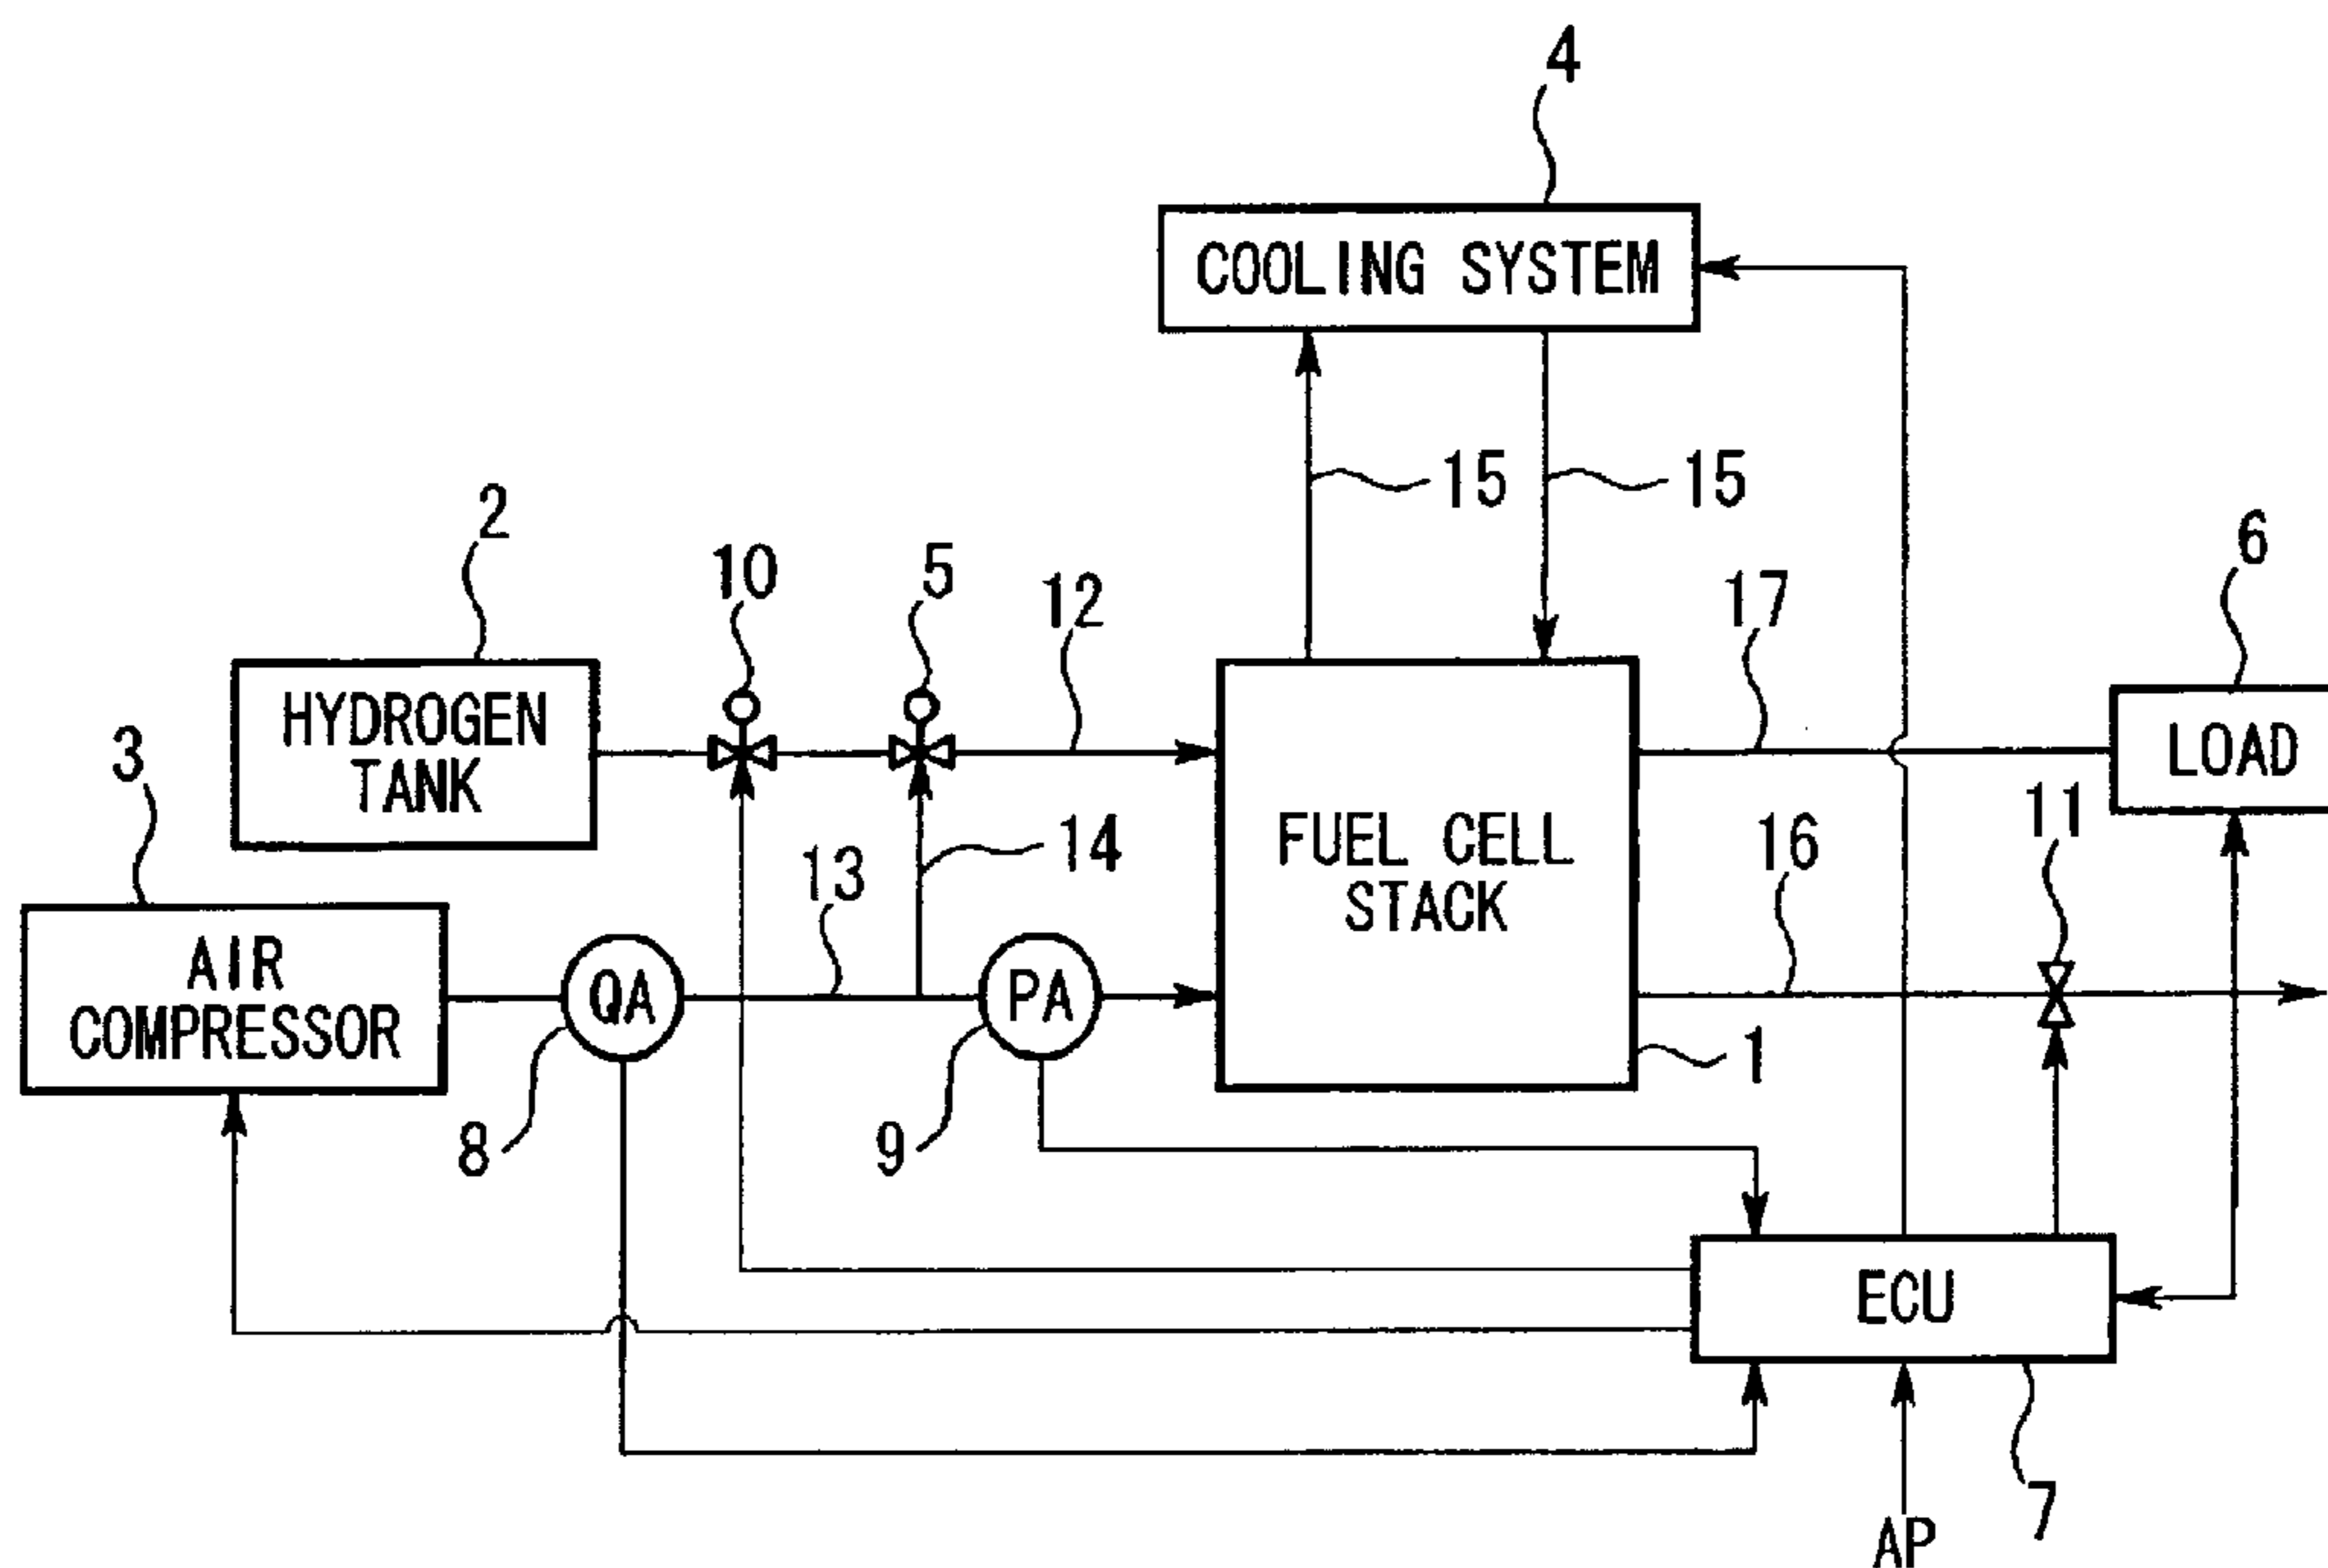 4
COOLING SYSTEM
15
15
2
10
5
12
17
6
HYDROGEN
TANK
LOAD
3
11
13
14
FUEL CELL
STACK
16
AIR
COMPRESSOR
QA
PA
1
8
9
ECU
7
AP